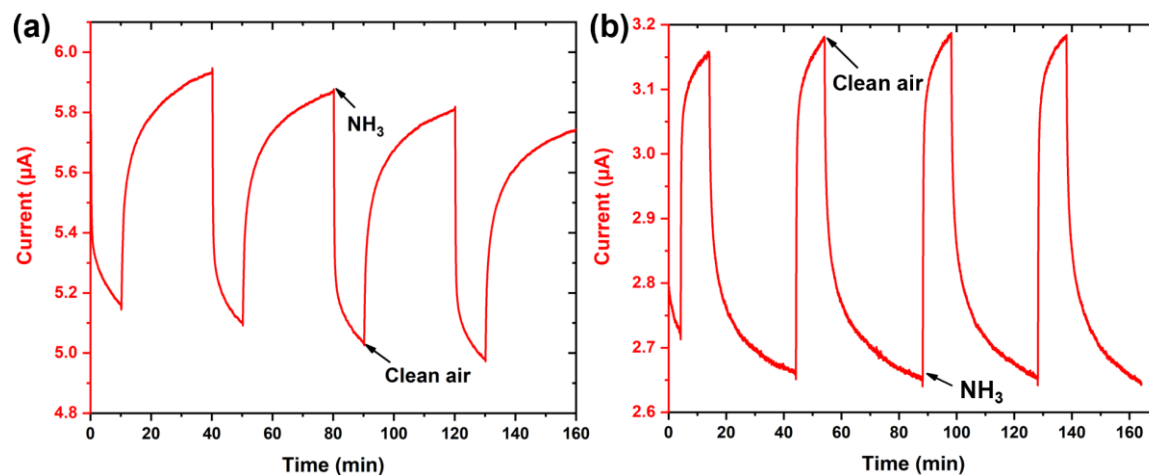 (a)
6.0
5.8
5.6
5.4
5.2
5.0
4.8
Current (µA)
NH₃
Clean air
0 20 40 60 80 100 120 140 160
Time (min)
(b)
3.2
3.1
3.0
2.9
2.8
2.7
2.6
Current (µA)
Clean air
NH₃
0 20 40 60 80 100 120 140 160
Time (min)